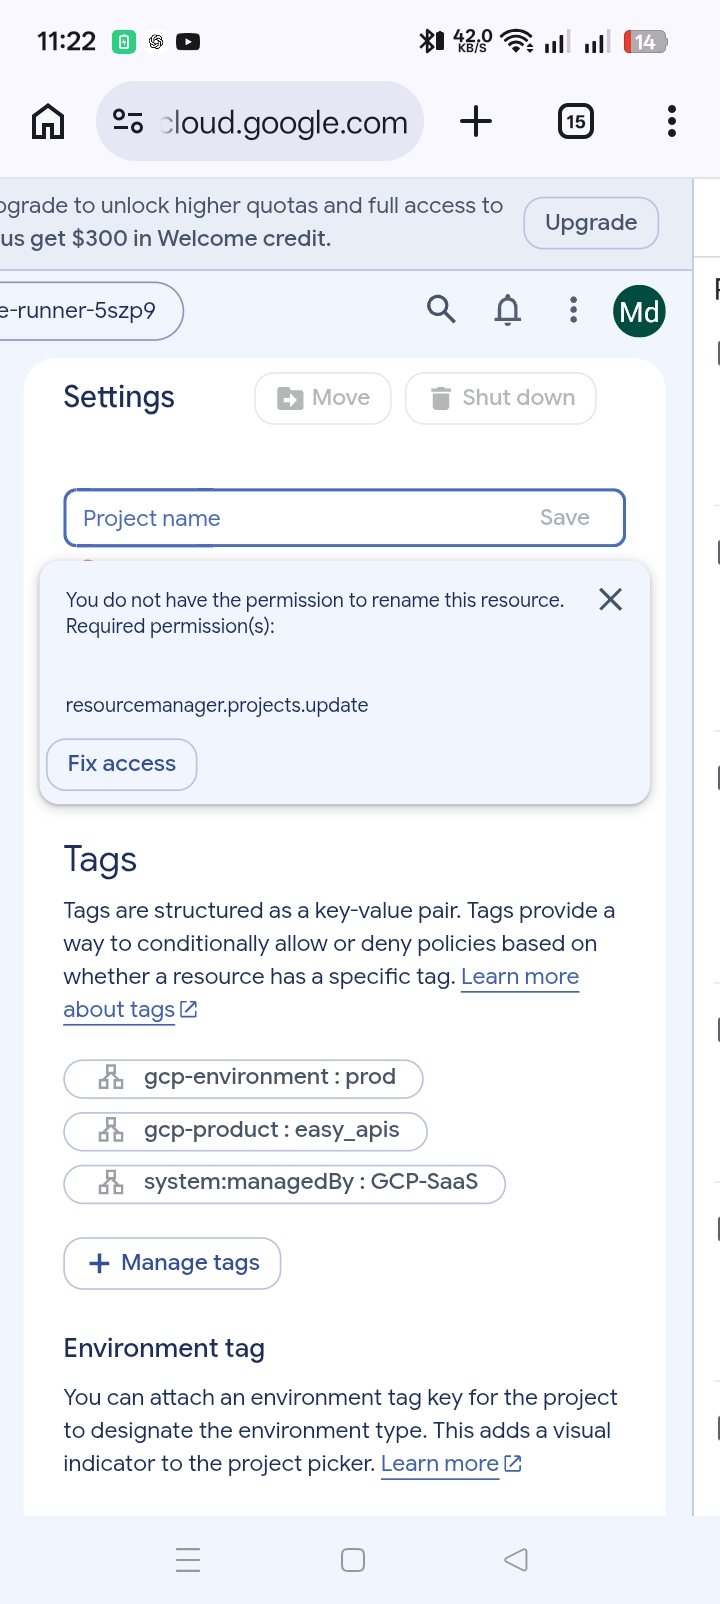 11:22
42.0
KB/S
14
cloud.google.com
15
ograde to unlock higher quotas and full access to
us get $300 in Welcome credit.
Upgrade
e-runner-5szp9
Md
Settings
Move
Shut down
Project name
Save
You do not have the permission to rename this resource.
Required permission(s):
resourcemanager.projects.update
Fix access
Tags
Tags are structured as a key-value pair. Tags provide a
way to conditionally allow or deny policies based on
whether a resource has a specific tag. Learn more
about tags
gcp-environment : prod
gcp-product : easy_apis
system:managedBy : GCP-SaaS
Manage tags
Environment tag
You can attach an environment tag key for the project
to designate the environment type. This adds a visual
indicator to the project picker. Learn more